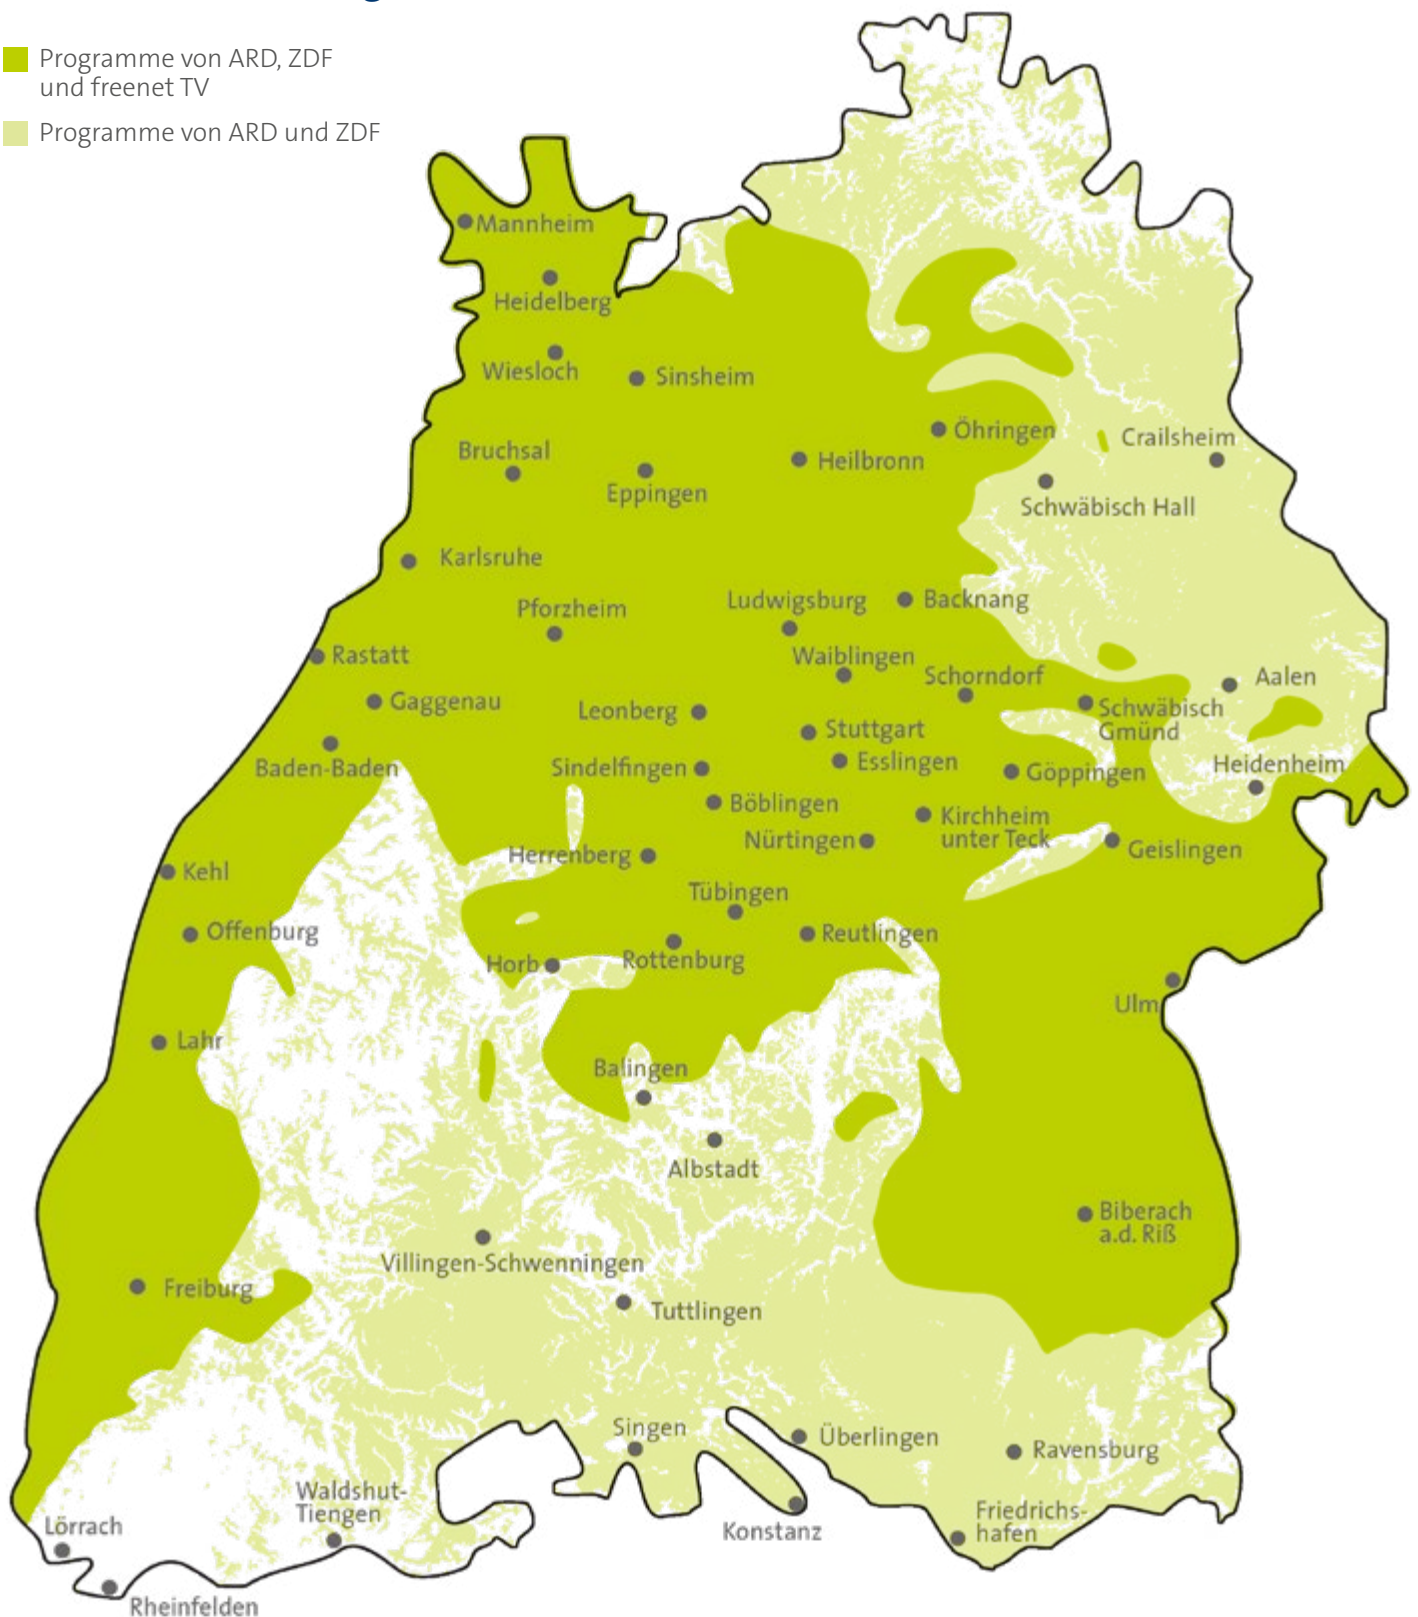 Programme von ARD, ZDF
und freenet TV
Programme von ARD und ZDF
Mannheim
Heidelberg
Wiesloch
Sinsheim
Öhringen
Crailsheim
Bruchsal
Heilbronn
Eppingen
Schwäbisch Hall
Karlsruhe
Pforzheim
Ludwigsburg
Backnang
Rastatt
Waiblingen
Schorndorf
Aalen
Gaggenau
Leonberg
Schwäbisch
Gmünd
Stuttgart
Baden-Baden
Sindelfingen
Esslingen
Göppingen
Heidenheim
Böblingen
Kirchheim
unter Teck
Nürtingen
Geislingen
Herrenberg
Kehl
Tübingen
Offenburg
Reutlingen
Horb
Rottenburg
Ulm
Lahr
Balingen
Albstadt
Biberach
a.d. Riß
Villingen-Schwenningen
Freiburg
Tuttlingen
Singen
Überlingen
Ravensburg
Waldshut-
Tiengen
Lörrach
Konstanz
Friedrichs-
hafen
Rheinfelden